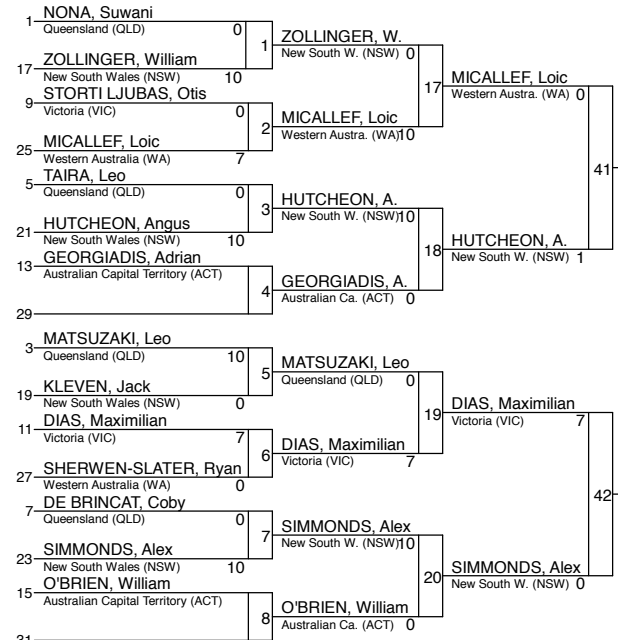 1 NONA, Suwani
Queensland (QLD) 0
1
ZOLLINGER, W.
New South W. (NSW) 0
17 ZOLLINGER, William
New South Wales (NSW) 10
17
MICALLEF, Loic
Western Austra. (WA) 0
9 STORTI LJUBAS, Otis
Victoria (VIC) 0
2
MICALLEF, Loic
Western Austra. (WA) 10
25 MICALLEF, Loic
Western Australia (WA) 7
41
5 TAIRA, Leo
Queensland (QLD) 0
3
HUTCHEON, A.
New South W. (NSW) 10
21 HUTCHEON, Angus
New South Wales (NSW) 10
18
HUTCHEON, A.
New South W. (NSW) 1
13 GEORGIADIS, Adrian
Australian Capital Territory (ACT)
4
GEORGIADIS, A.
Australian Ca. (ACT) 0
29
3 MATSUZAKI, Leo
Queensland (QLD) 10
5
MATSUZAKI, Leo
Queensland (QLD) 0
19 KLEVEN, Jack
New South Wales (NSW) 0
19
DIAS, Maximilian
Victoria (VIC) 7
11 DIAS, Maximilian
Victoria (VIC) 7
6
DIAS, Maximilian
Victoria (VIC) 7
27 SHERWEN-SLATER, Ryan
Western Australia (WA) 0
42
7 DE BRINCAT, Coby
Queensland (QLD) 0
7
SIMMONDS, Alex
New South W. (NSW) 10
23 SIMMONDS, Alex
New South Wales (NSW) 10
20
SIMMONDS, Alex
New South W. (NSW) 0
15 O'BRIEN, William
Australian Capital Territory (ACT)
8
O'BRIEN, William
Australian Ca. (ACT) 0
31